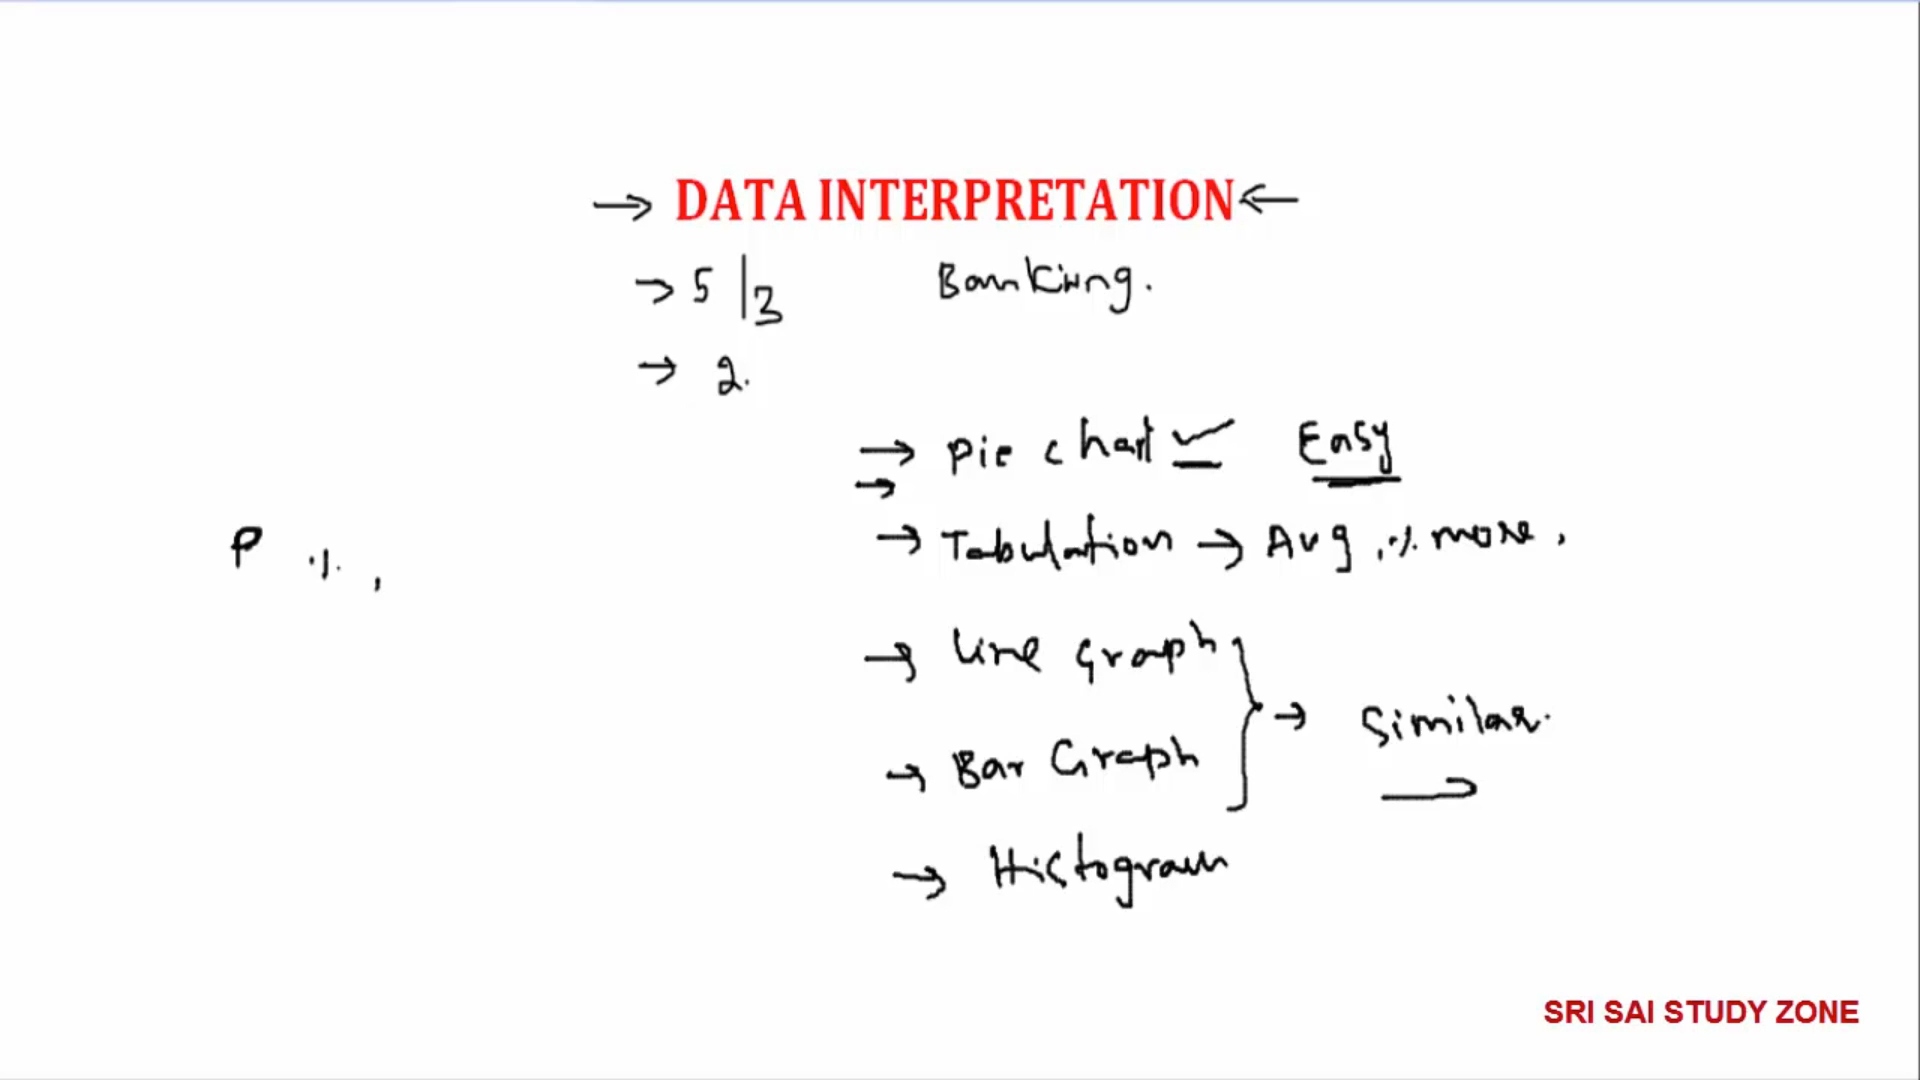 → DATA INTERPRETATION ←
→ 5 | 3 Banking.
→ 2.
→ Pie chart ✓ Easy
→
→ Tabulation → Avg, % more,
P %,
→ Line Graph
→ Similar.
→ Bar Graph
→ Histogram
SRI SAI STUDY ZONE